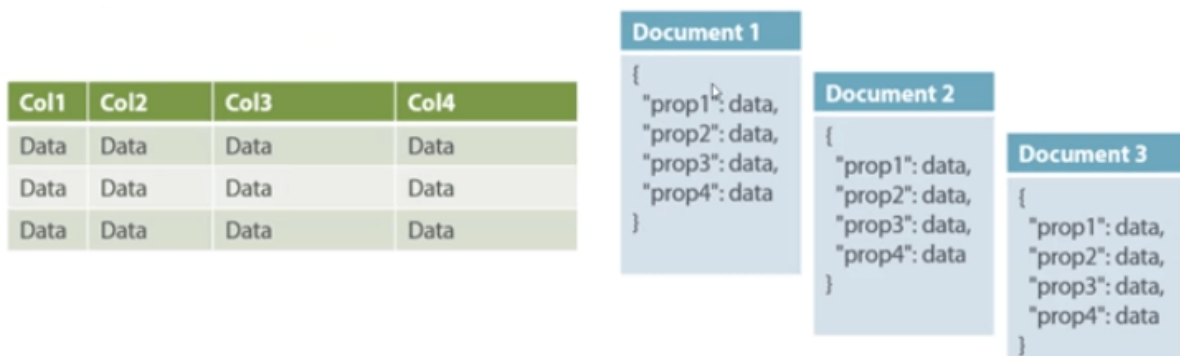 Col1 Col2 Col3 Col4
Data Data Data Data
Data Data Data Data
Data Data Data Data
Document 1
{
"prop1": data,
"prop2": data,
"prop3": data,
"prop4": data
}
Document 2
{
"prop1": data,
"prop2": data,
"prop3": data,
"prop4": data
}
Document 3
{
"prop1": data,
"prop2": data,
"prop3": data,
"prop4": data
}